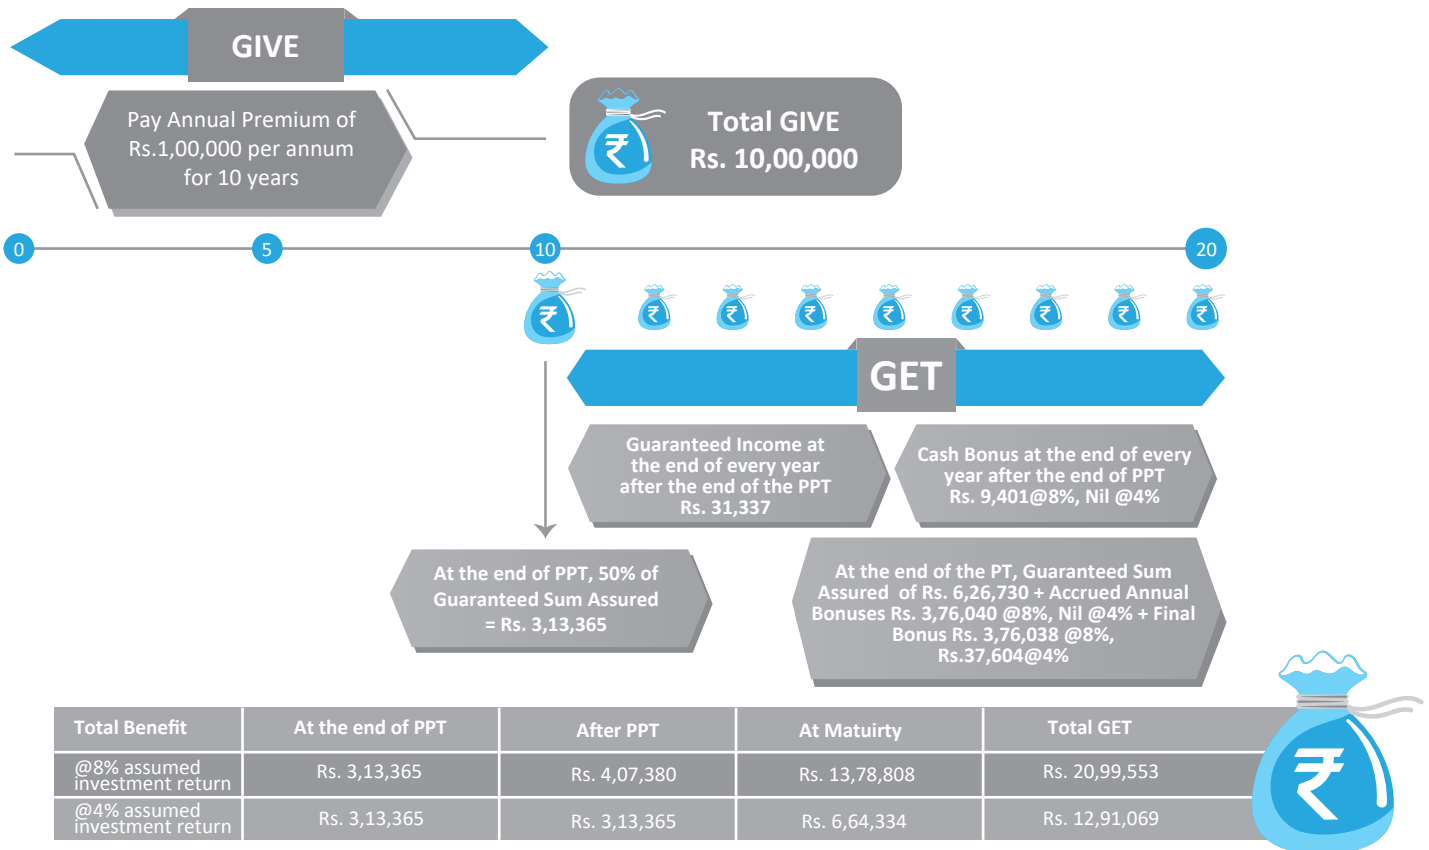 GIVE
Pay Annual Premium of
Rs.1,00,000 per annum
for 10 years
₹
Total GIVE
Rs. 10,00,000
0
5
10
20
₹
₹
₹
₹
₹
₹
₹
₹
₹
GET
Guaranteed Income at
the end of every year
after the end of the PPT
Rs. 31,337
Cash Bonus at the end of every
year after the end of PPT
Rs. 9,401@8%, Nil @4%
At the end of PPT, 50% of
Guaranteed Sum Assured
= Rs. 3,13,365
At the end of the PT, Guaranteed Sum
Assured of Rs. 6,26,730 + Accrued Annual
Bonuses Rs. 3,76,040 @8%, Nil @4% + Final
Bonus Rs. 3,76,038 @8%,
Rs.37,604@4%
Total Benefit At the end of PPT After PPT At Matuirty Total GET
@8% assumed
investment return Rs. 3,13,365 Rs. 4,07,380 Rs. 13,78,808 Rs. 20,99,553
@4% assumed
investment return Rs. 3,13,365 Rs. 3,13,365 Rs. 6,64,334 Rs. 12,91,069
₹